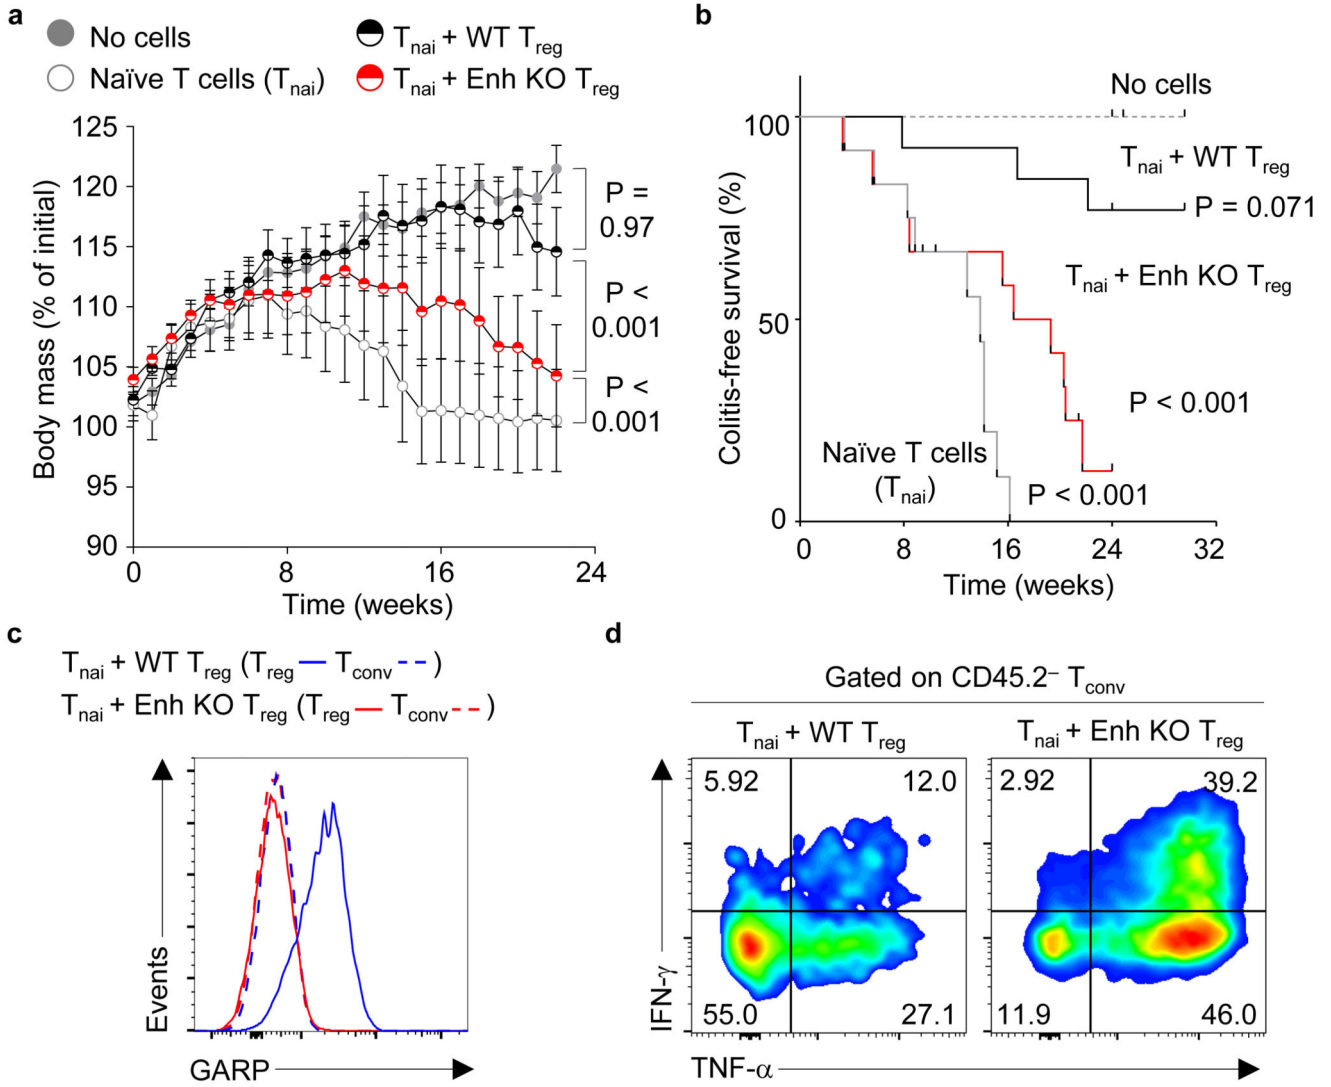 a
No cells
Naïve T cells (Tnai)
Tnai + WT Treg
Tnai + Enh KO Treg
Body mass (% of initial)
125
120
115
110
105
100
95
90
0
8
16
24
Time (weeks)
P =
0.97
P <
0.001
P <
0.001
b
Colitis-free survival (%)
100
50
0
0
8
16
24
32
Time (weeks)
No cells
Tnai + WT Treg
P = 0.071
Tnai + Enh KO Treg
P < 0.001
Naïve T cells
(Tnai)
P < 0.001
c
Tnai + WT Treg (Treg — Tconv - - )
Tnai + Enh KO Treg (Treg — Tconv - - )
Events
GARP
d
Gated on CD45.2– Tconv
Tnai + WT Treg
Tnai + Enh KO Treg
5.92
12.0
55.0
27.1
2.92
39.2
11.9
46.0
IFN-γ
TNF-α